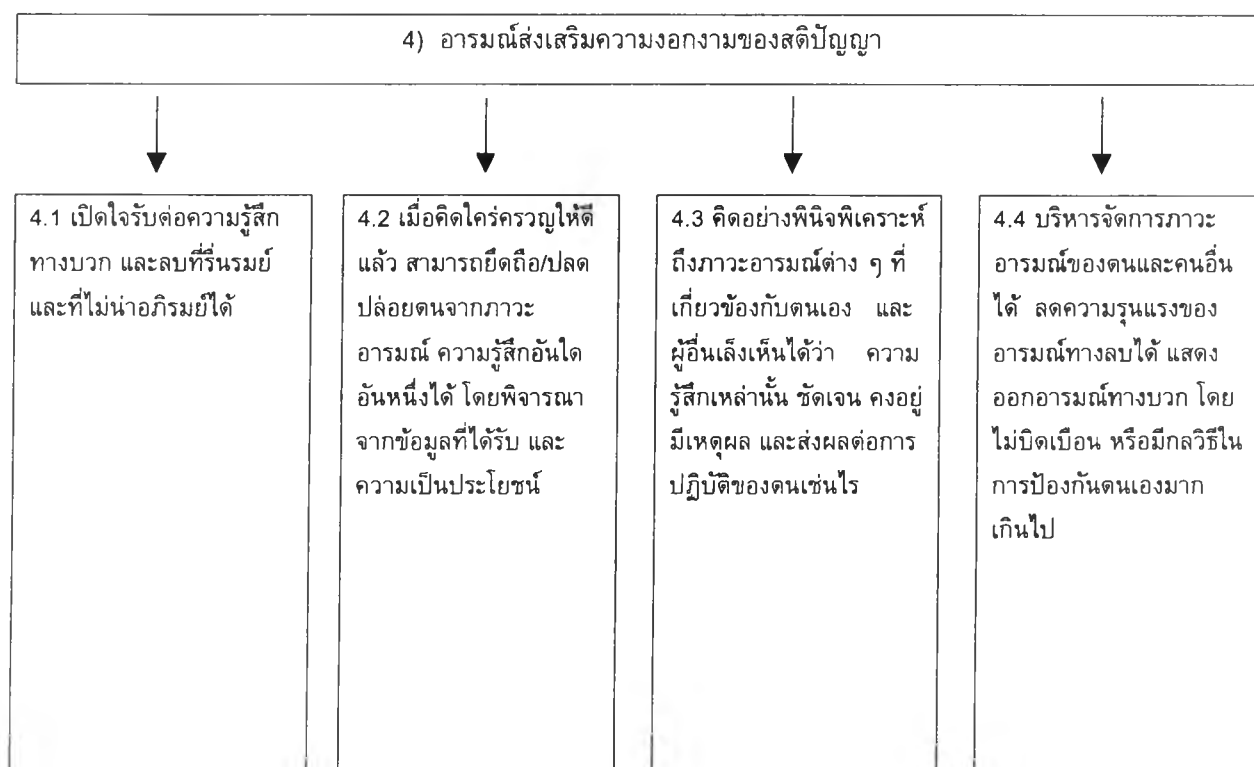 4) อารมณ์ส่งเสริมความงอกงามของสติปัญญา
4.1 เปิดใจรับต่อความรู้สึก
ทางบวก และลบที่รื่นรมย์
และที่ไม่น่าอภิรมย์ได้
4.2 เมื่อคิดใคร่ครวญให้ดี
แล้ว สามารถยึดถือ/ปลด
ปล่อยตนจากภาวะ
อารมณ์ ความรู้สึกอันใด
อันหนึ่งได้ โดยพิจารณา
จากข้อมูลที่ได้รับ และ
ความเป็นประโยชน์
4.3 คิดอย่างพินิจพิเคราะห์
ถึงภาวะอารมณ์ต่าง ๆ ที่
เกี่ยวข้องกับตนเอง และ
ผู้อื่นเล็งเห็นได้ว่า ความ
รู้สึกเหล่านั้น ชัดเจน คงอยู่
มีเหตุผล และส่งผลต่อการ
ปฏิบัติของตนเช่นไร
4.4 บริหารจัดการภาวะ
อารมณ์ของตนและคนอื่น
ได้ ลดความรุนแรงของ
อารมณ์ทางลบได้ แสดง
ออกอารมณ์ทางบวก โดย
ไม่บิดเบือน หรือมีกลวิธีใน
การป้องกันตนเองมาก
เกินไป